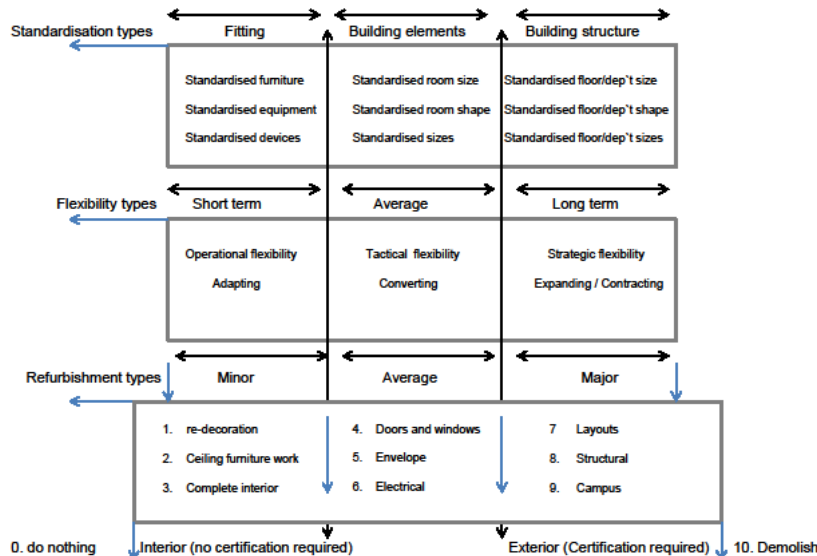 Standardisation types Fitting Building elements Building structure
Standardised furniture Standardised room size Standardised floor/dep`t size
Standardised equipment Standardised room shape Standardised floor/dep`t shape
Standardised devices Standardised sizes Standardised floor/dep`t sizes
Flexibility types Short term Average Long term
Operational flexibility Tactical flexibility Strategic flexibility
Adapting Converting Expanding / Contracting
Refurbishment types Minor Average Major
1. re-decoration 4. Doors and windows 7 Layouts
2. Ceiling furniture work 5. Envelope 8. Structural
3. Complete interior 6. Electrical 9. Campus
0. do nothing Interior (no certification required) Exterior (Certification required) 10. Demolish